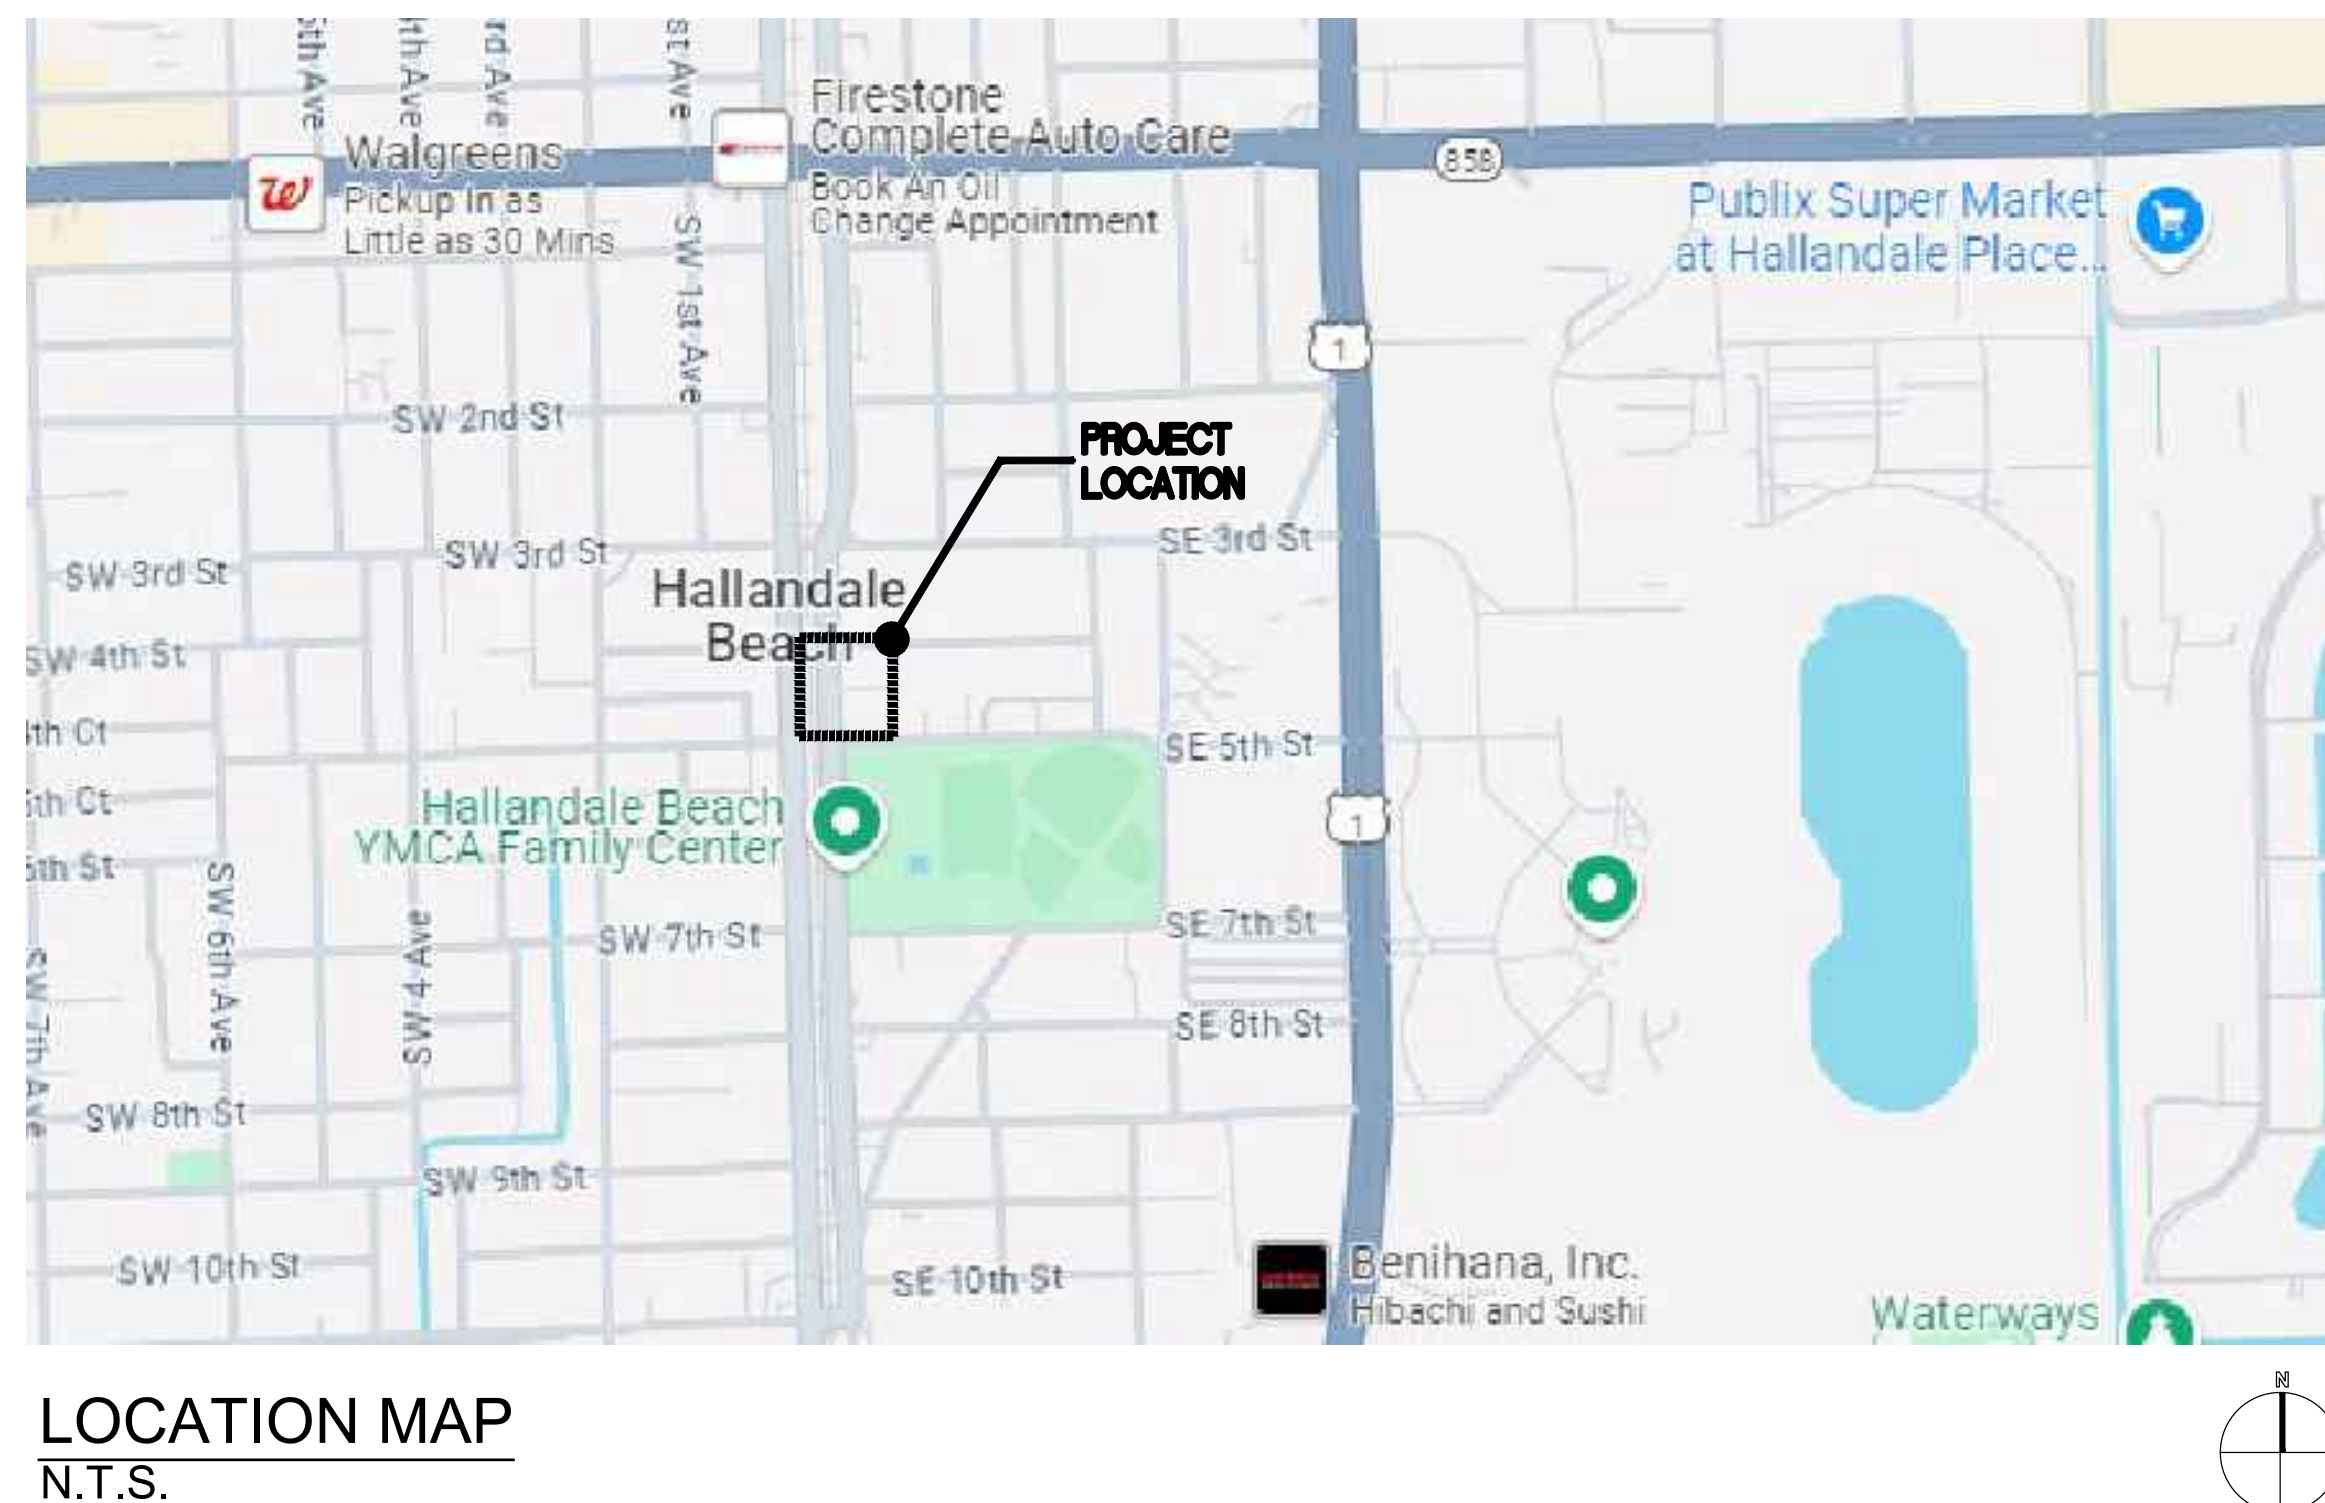 5th Ave
4th Ave
3rd Ave
1st Ave
Firestone
Complete Auto Care
Book An Oil
Change Appointment
Walgreens
Pickup In as
Little as 30 Mins
858
Publix Super Market
at Hallandale Place...
SW 1st Ave
1
SW 2nd St
PROJECT
LOCATION
SE 3rd St
SW 3rd St
SW 3rd St
Hallandale
Beach
SW 4th St
th Ct
SE 5th St
th Ct
Hallandale Beach
YMCA Family Center
1
th St
SW 6th Ave
SW 4 Ave
SW 7th St
SE 7th St
SW 7th Ave
SE 8th St
SW 8th St
SW 9th St
SW 10th St
SE 10th St
Benihana, Inc.
Hibachi and Sushi
Waterways
LOCATION MAP
N.T.S.
N